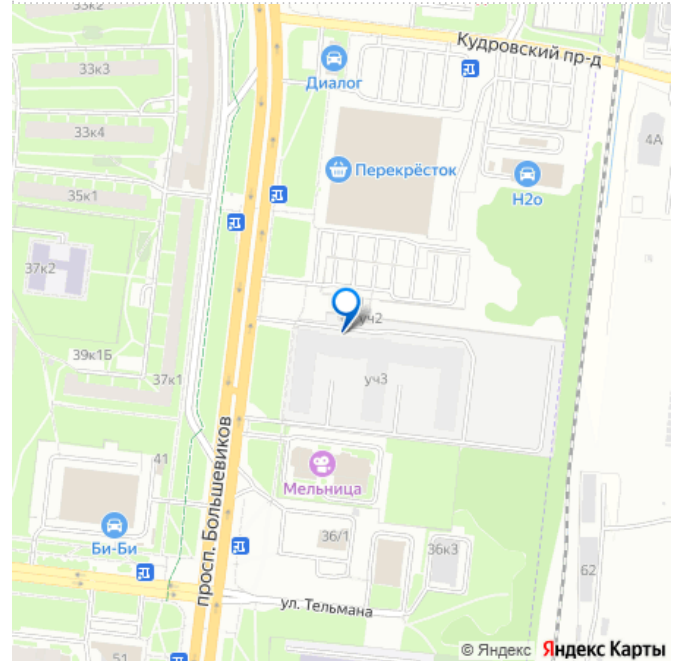 33к2
Кудровский пр-д
33к3
Диалог
33к4
4А
Перекрёсток
35к1
Н2о
37к2
уч2
39к1Б
37к1
уч3
просп. Большевиков
41
Мельница
Би-Би
36/1
36к3
62
ул. Тельмана
51
© Яндекс Яндекс Карты